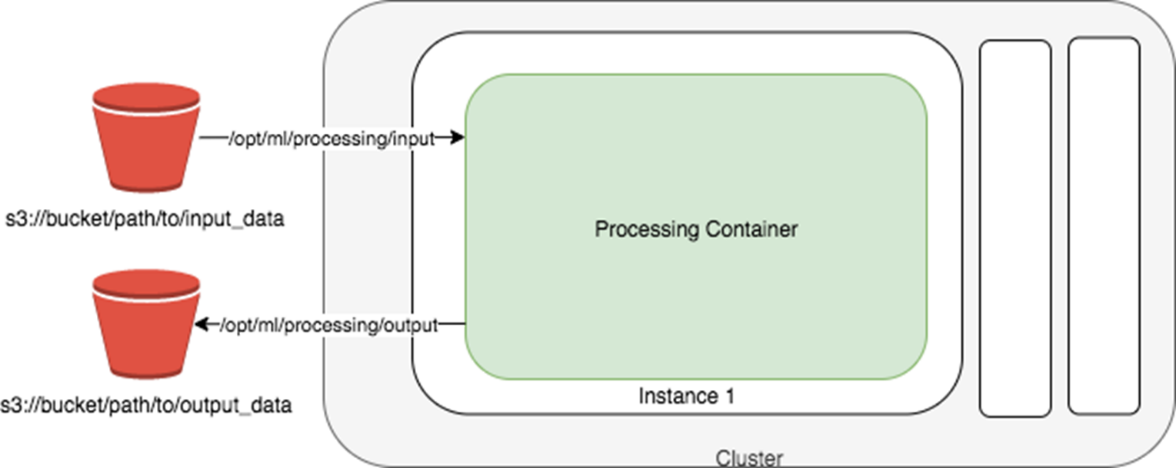 /opt/ml/processing/input
s3://bucket/path/to/input_data
Processing Container
/opt/ml/processing/output
s3://bucket/path/to/output_data
Instance 1
Cluster